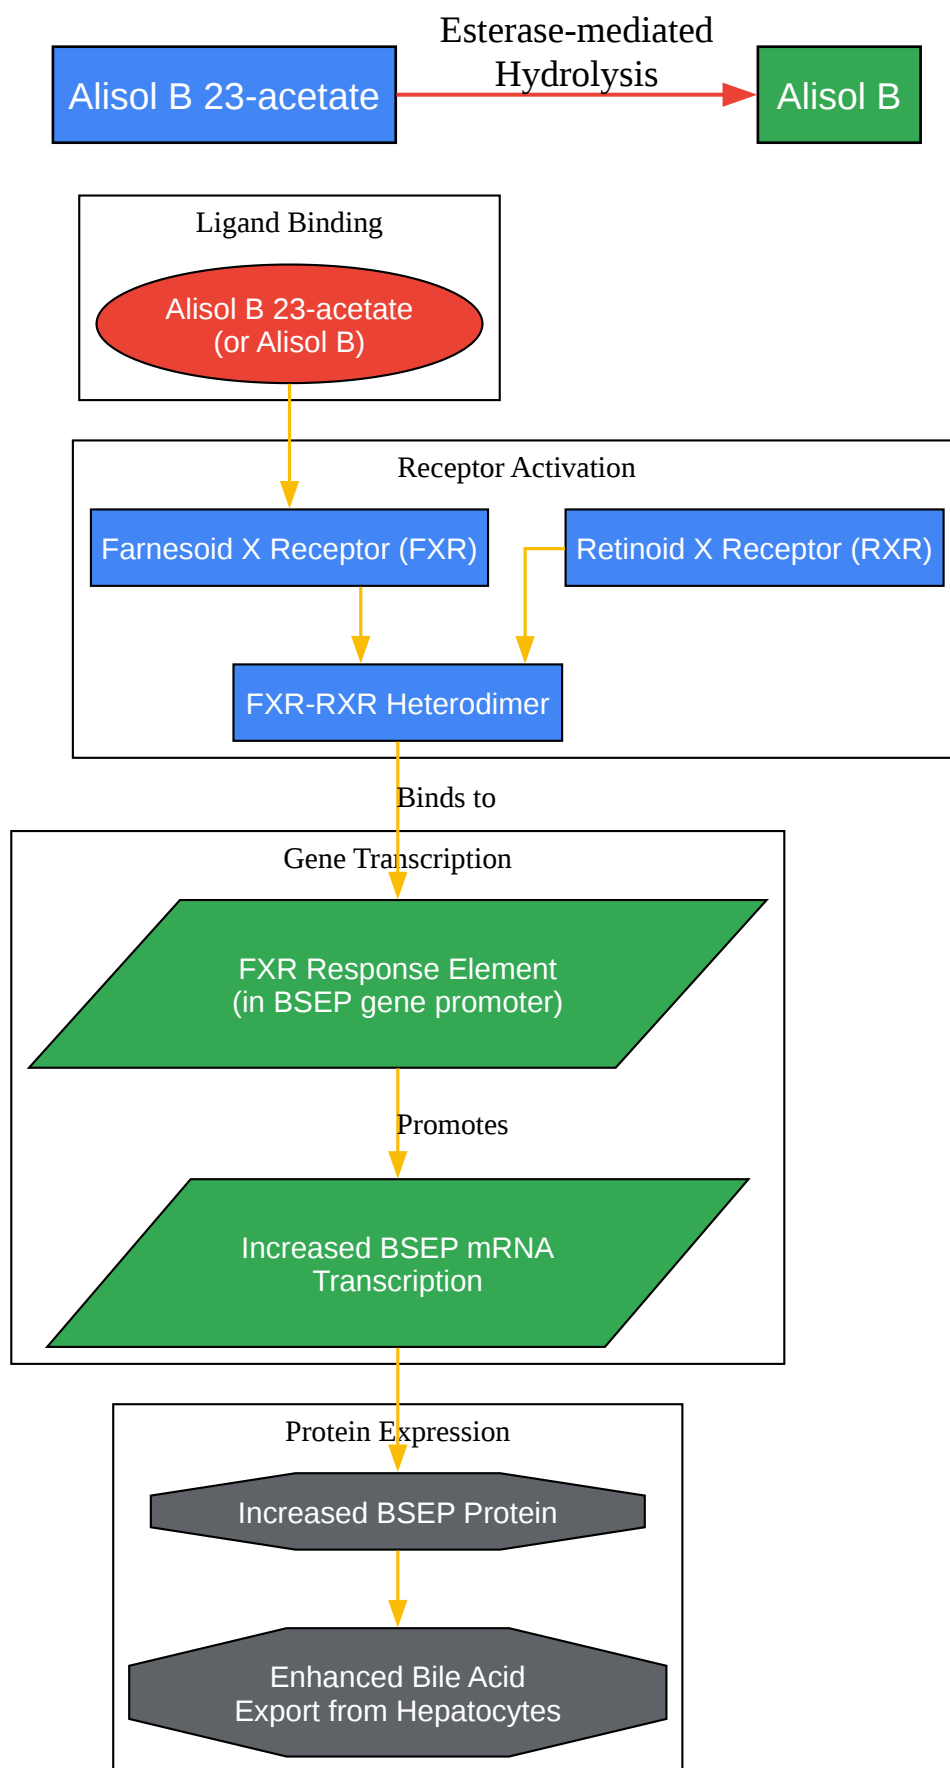 Esterase-mediated
Hydrolysis
Alisol B 23-acetate
Alisol B
Ligand Binding
Alisol B 23-acetate
(or Alisol B)
Receptor Activation
Farnesoid X Receptor (FXR)
Retinoid X Receptor (RXR)
FXR-RXR Heterodimer
Binds to
Gene Transcription
FXR Response Element
(in BSEP gene promoter)
Promotes
Increased BSEP mRNA
Transcription
Protein Expression
Increased BSEP Protein
Enhanced Bile Acid
Export from Hepatocytes